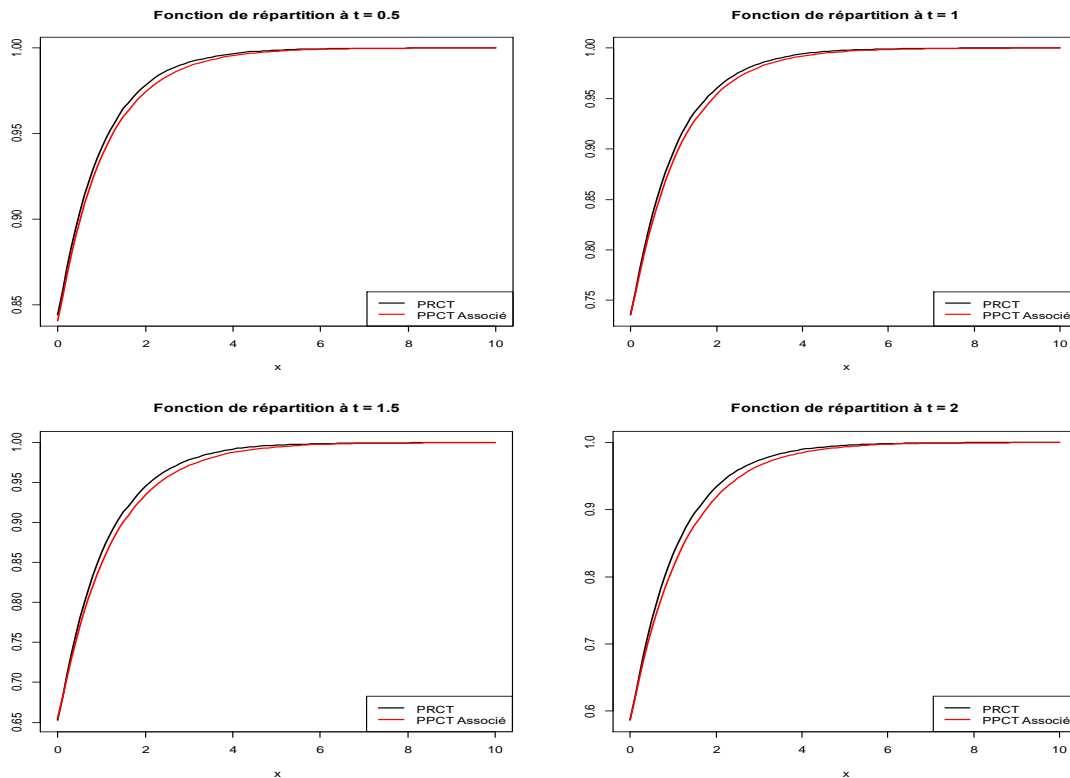 Fonction de répartition à t = 0.5
1.00
0.95
0.90
0.85
PRCT
PPCT Associé
0 2 4 6 8 10
x
Fonction de répartition à t = 1
1.00
0.95
0.90
0.85
0.80
0.75
PRCT
PPCT Associé
0 2 4 6 8 10
x
Fonction de répartition à t = 1.5
1.00
0.95
0.90
0.85
0.80
0.75
0.70
0.65
PRCT
PPCT Associé
0 2 4 6 8 10
x
Fonction de répartition à t = 2
1.0
0.9
0.8
0.7
0.6
PRCT
PPCT Associé
0 2 4 6 8 10
x